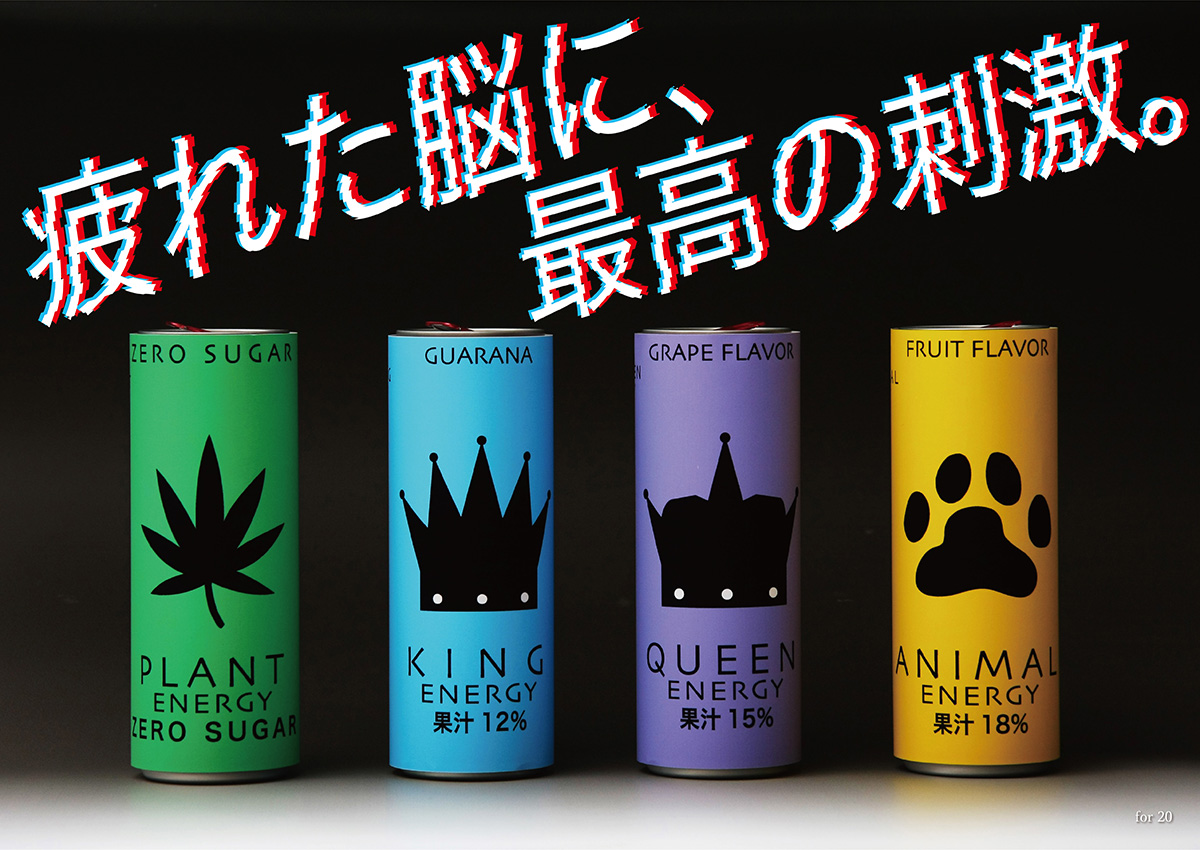 疲れた脳に、
最高の刺激。
ZERO SUGAR
PLANT
ENERGY
ZERO SUGAR
GUARANA
KING
ENERGY
果汁 12%
GRAPE FLAVOR
QUEEN
ENERGY
果汁 15%
FRUIT FLAVOR
ANIMAL
ENERGY
果汁 18%
for 20